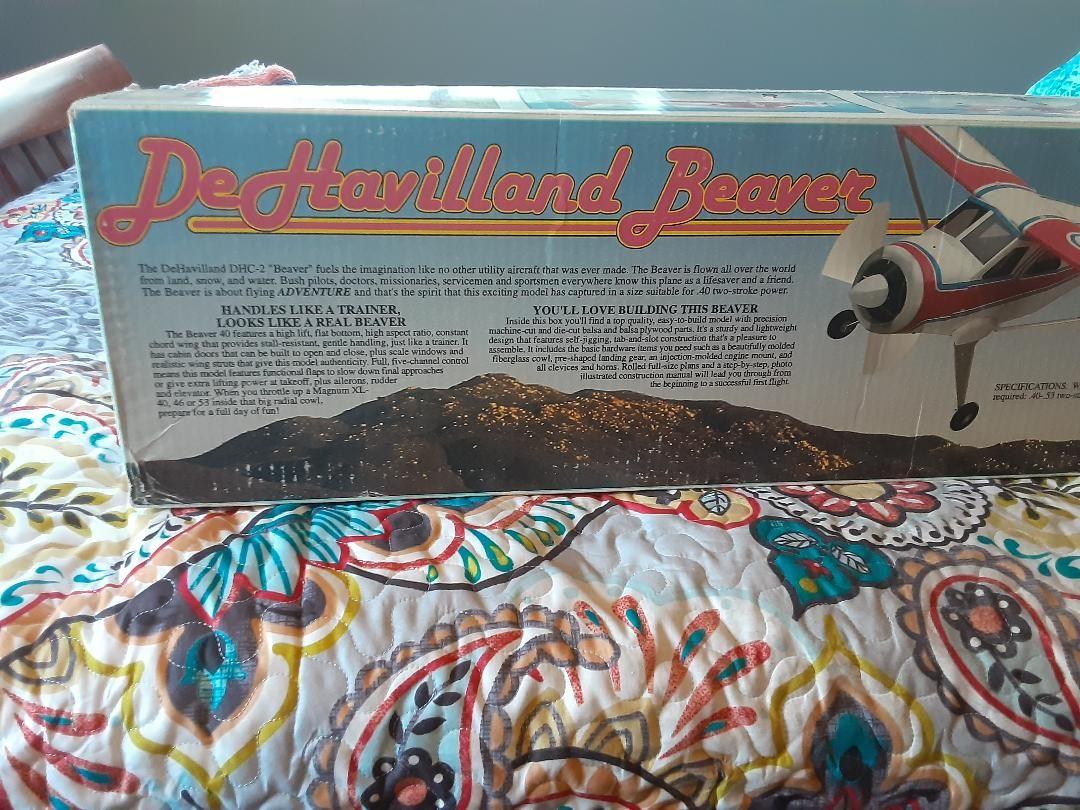 DeHavilland Beaver
The DeHavilland DHC-2 "Beaver" fuels the imagination like no other utility aircraft that was ever made. The Beaver is flown all over the world
from land, snow, and water. Bush pilots, doctors, missionaries, servicemen and sportsmen everywhere know this plane as a lifesaver and a friend.
The Beaver is about flying ADVENTURE and that's the spirit that this exciting model has captured in a size suitable for .40 two-stroke power.
HANDLES LIKE A TRAINER,
LOOKS LIKE A REAL BEAVER
The Beaver 40 features a high lift, flat bottom, high aspect ratio, constant
chord wing that provides stall-resistant, gentle handling, just like a trainer. It
has cabin doors that can be built to open and close, plus scale windows and
realistic wing struts that give this model authenticity. Full, five-channel control
means this model features functional flaps to slow down final approaches
or give extra lifting power at takeoff, plus ailerons, rudder
and elevator. When you throttle up a Magnum XL-
40, 46 or 53 inside that big radial cowl,
prepare for a full day of fun!
YOU'LL LOVE BUILDING THIS BEAVER
Inside this box you'll find a top quality, easy-to-build model with precision
machine-cut and die-cut balsa and balsa plywood parts. It's a sturdy and lightweight
design that features self-jigging, tab-and-slot construction that's a pleasure to
assemble. It includes the basic hardware items you need such as a beautifully molded
fiberglass cowl, pre-shaped landing gear, an injection-molded engine mount, and
all clevices and horns. Rolled full-size plans and a step-by-step, photo
illustrated construction manual will lead you through from
the beginning to a successful first flight.
SPECIFICATIONS: W
required: .40-.53 two-s